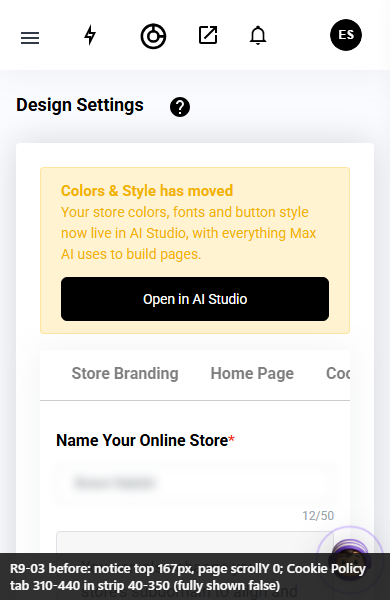 ES
Design Settings ?
Colors & Style has moved
Your store colors, fonts and button style
now live in AI Studio, with everything Max
AI uses to build pages.
Open in AI Studio
Store Branding Home Page Coo
Name Your Online Store*
12/50
R9-03 before: notice top 167px, page scrollY 0; Cookie Policy
tab 310-440 in strip 40-350 (fully shown false)